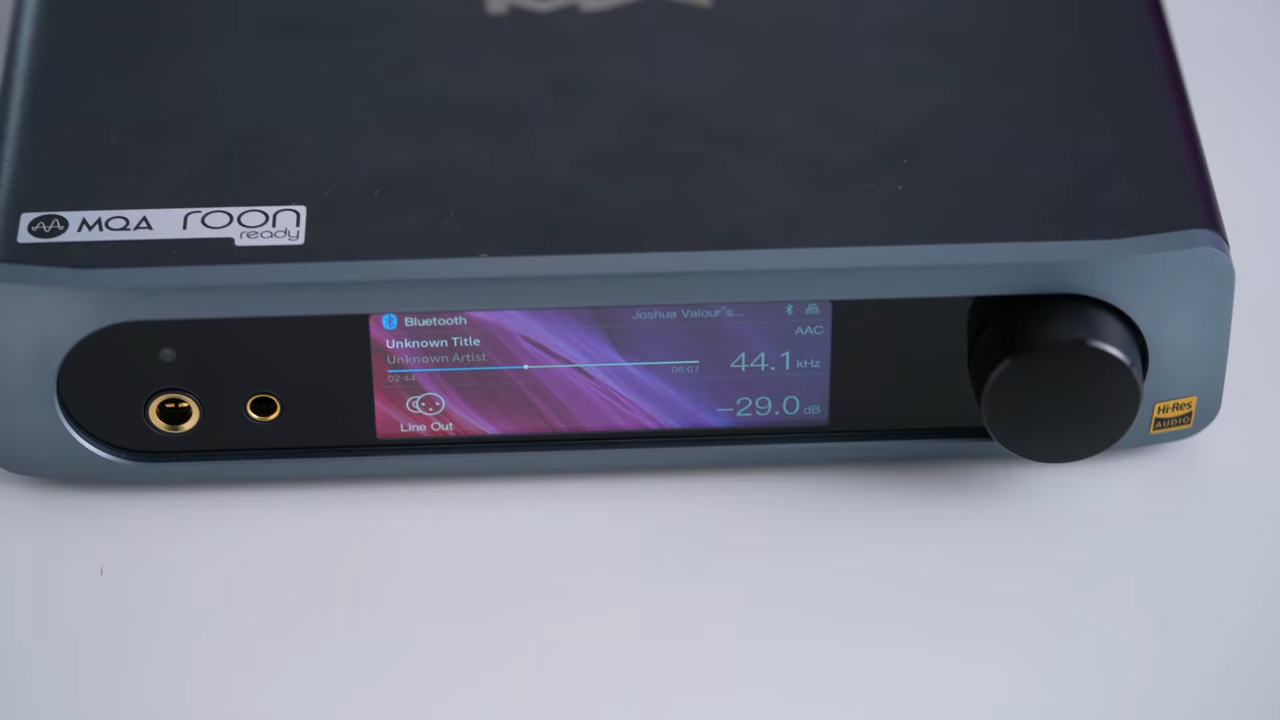 MQA roon
ready
Bluetooth
Joshua Valour's...
AAC
Unknown Title
Unknown Artist
02:44
06:07
44.1 kHz
Line Out
-29.0 dB
Hi-Res
AUDIO